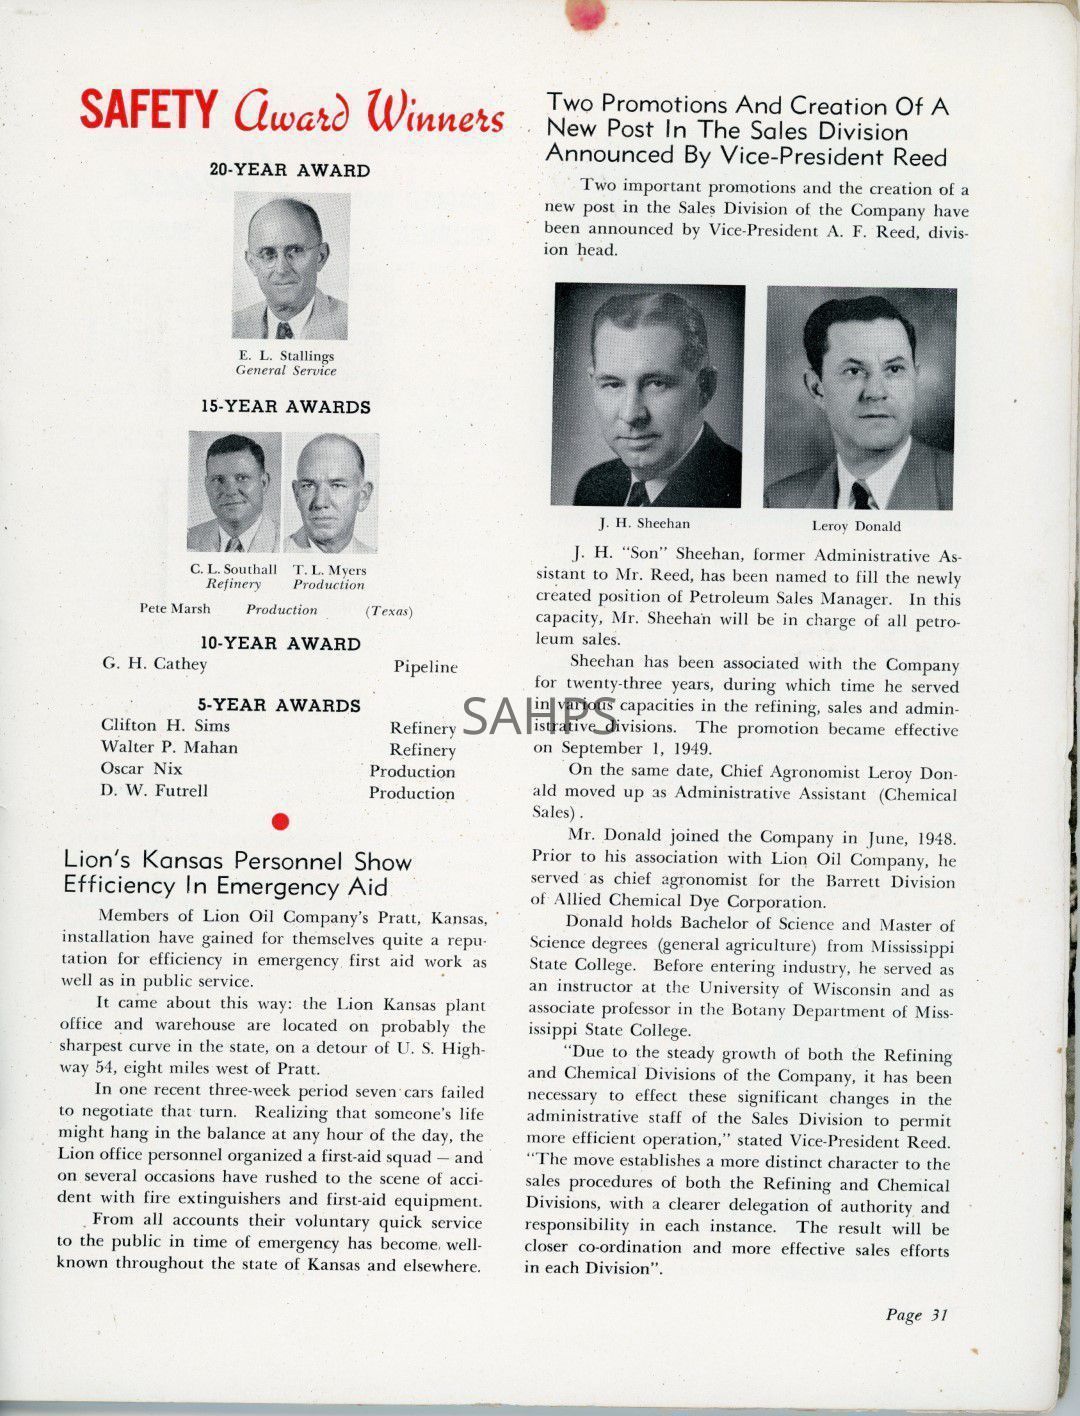 SAFETY Award Winners
20-YEAR AWARD
E. L. Stallings
General Service
15-YEAR AWARDS
C. L. Southall T. L. Myers
Refinery Production
Pete Marsh Production (Texas)
10-YEAR AWARD
G. H. Cathey Pipeline
5-YEAR AWARDS
Clifton H. Sims Refinery
Walter P. Mahan Refinery
Oscar Nix Production
D. W. Futrell Production
Lion's Kansas Personnel Show
Efficiency In Emergency Aid
Members of Lion Oil Company's Pratt, Kansas,
installation have gained for themselves quite a repu-
tation for efficiency in emergency first aid work as
well as in public service.
It came about this way: the Lion Kansas plant
office and warehouse are located on probably the
sharpest curve in the state, on a detour of U. S. High-
way 54, eight miles west of Pratt.
In one recent three-week period seven cars failed
to negotiate that turn. Realizing that someone's life
might hang in the balance at any hour of the day, the
Lion office personnel organized a first-aid squad — and
on several occasions have rushed to the scene of acci-
dent with fire extinguishers and first-aid equipment.
From all accounts their voluntary quick service
to the public in time of emergency has become well-
known throughout the state of Kansas and elsewhere.
Two Promotions And Creation Of A
New Post In The Sales Division
Announced By Vice-President Reed
Two important promotions and the creation of a
new post in the Sales Division of the Company have
been announced by Vice-President A. F. Reed, divis-
ion head.
J. H. Sheehan Leroy Donald
J. H. "Son" Sheehan, former Administrative As-
sistant to Mr. Reed, has been named to fill the newly
created position of Petroleum Sales Manager. In this
capacity, Mr. Sheehan will be in charge of all petro-
leum sales.
Sheehan has been associated with the Company
for twenty-three years, during which time he served
in various capacities in the refining, sales and admin-
istrative divisions. The promotion became effective
on September 1, 1949.
On the same date, Chief Agronomist Leroy Don-
ald moved up as Administrative Assistant (Chemical
Sales).
Mr. Donald joined the Company in June, 1948.
Prior to his association with Lion Oil Company, he
served as chief agronomist for the Barrett Division
of Allied Chemical Dye Corporation.
Donald holds Bachelor of Science and Master of
Science degrees (general agriculture) from Mississippi
State College. Before entering industry, he served as
an instructor at the University of Wisconsin and as
associate professor in the Botany Department of Miss-
issippi State College.
"Due to the steady growth of both the Refining
and Chemical Divisions of the Company, it has been
necessary to effect these significant changes in the
administrative staff of the Sales Division to permit
more efficient operation," stated Vice-President Reed.
"The move establishes a more distinct character to the
sales procedures of both the Refining and Chemical
Divisions, with a clearer delegation of authority and
responsibility in each instance. The result will be
closer co-ordination and more effective sales efforts
in each Division".
Page 31
SAHPS